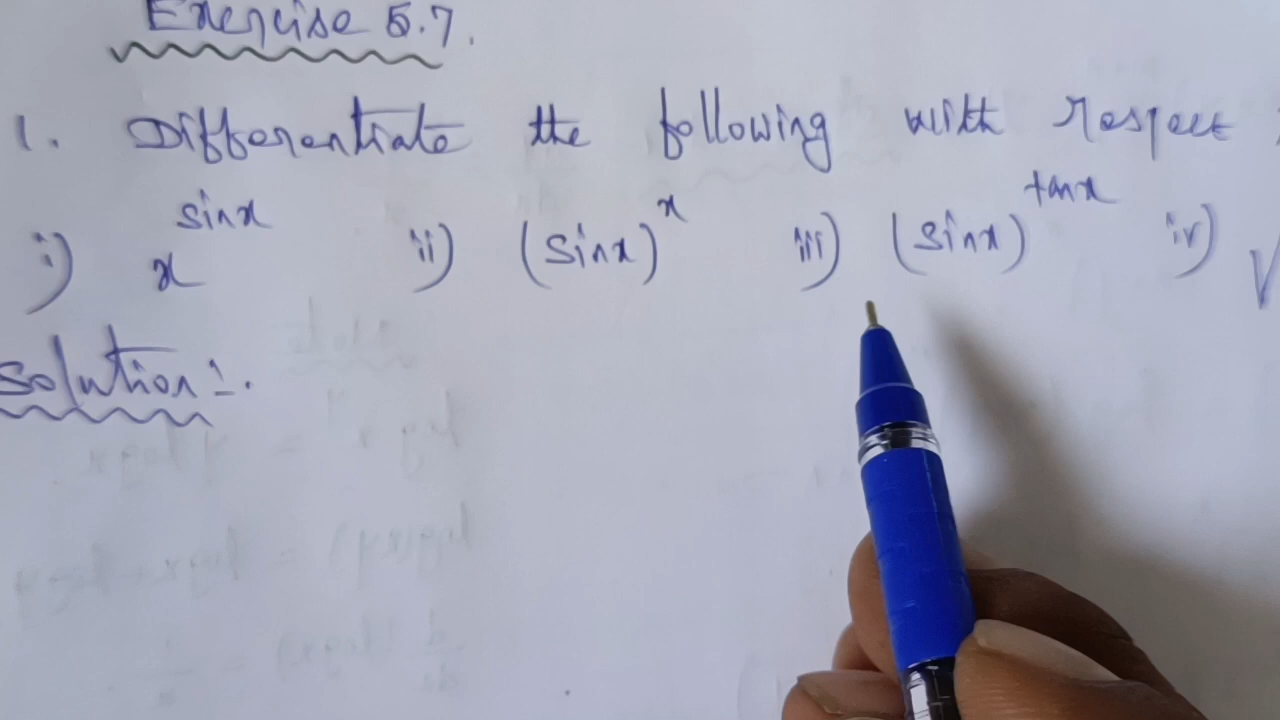 Exercise 5.7.
1. Differentiate the following with respect
i) x^sinx ii) (sinx)^x iii) (sinx)^tanx iv) √
Solution:.